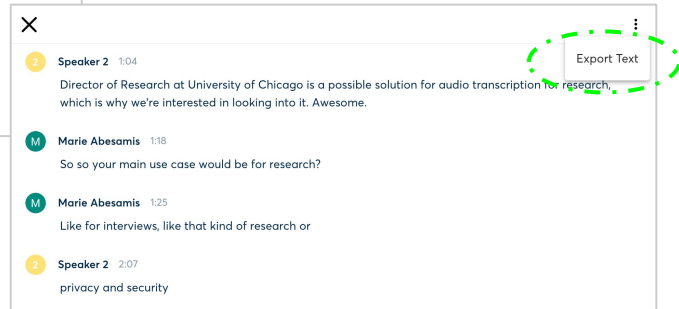 Export Text
2 Speaker 2 1:04
Director of Research at University of Chicago is a possible solution for audio transcription for research,
which is why we're interested in looking into it. Awesome.
M Marie Abesamis 1:18
So so your main use case would be for research?
M Marie Abesamis 1:25
Like for interviews, like that kind of research or
2 Speaker 2 2:07
privacy and security